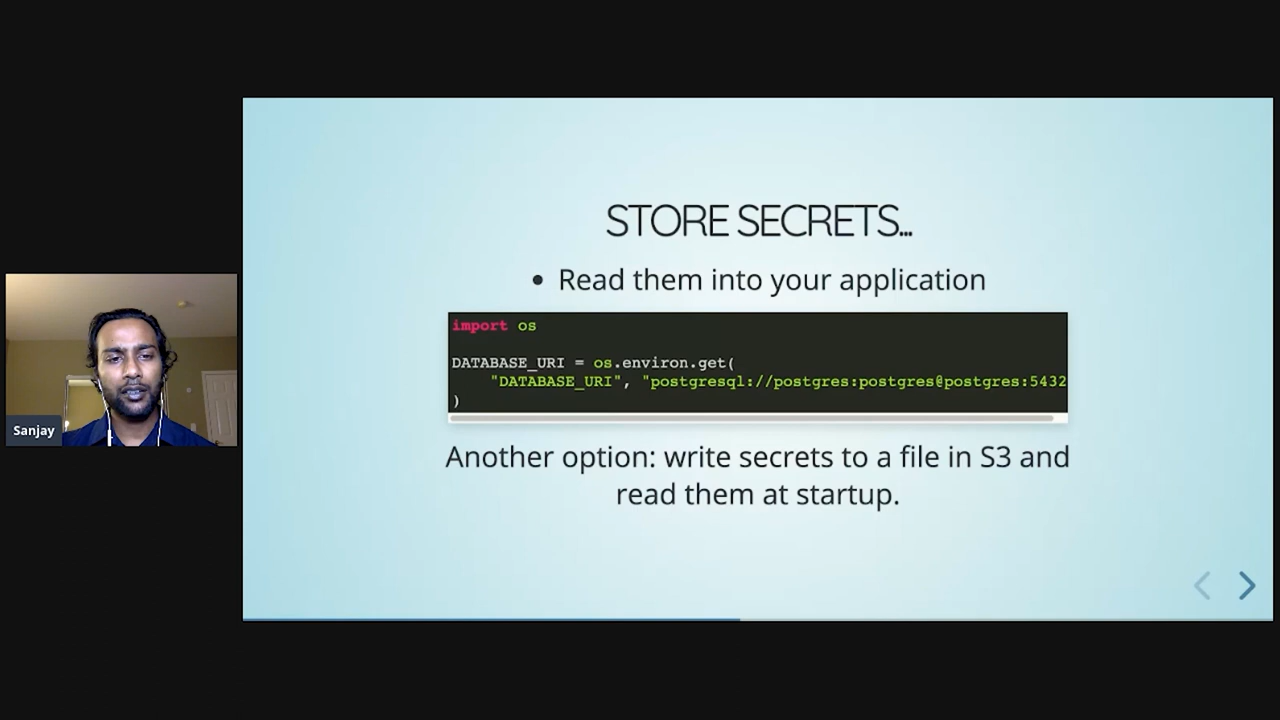 STORE SECRETS...
• Read them into your application
import os
DATABASE_URI = os.environ.get(
"DATABASE_URI", "postgresql://postgres:postgres@postgres:5432
)
Another option: write secrets to a file in S3 and
read them at startup.
Sanjay